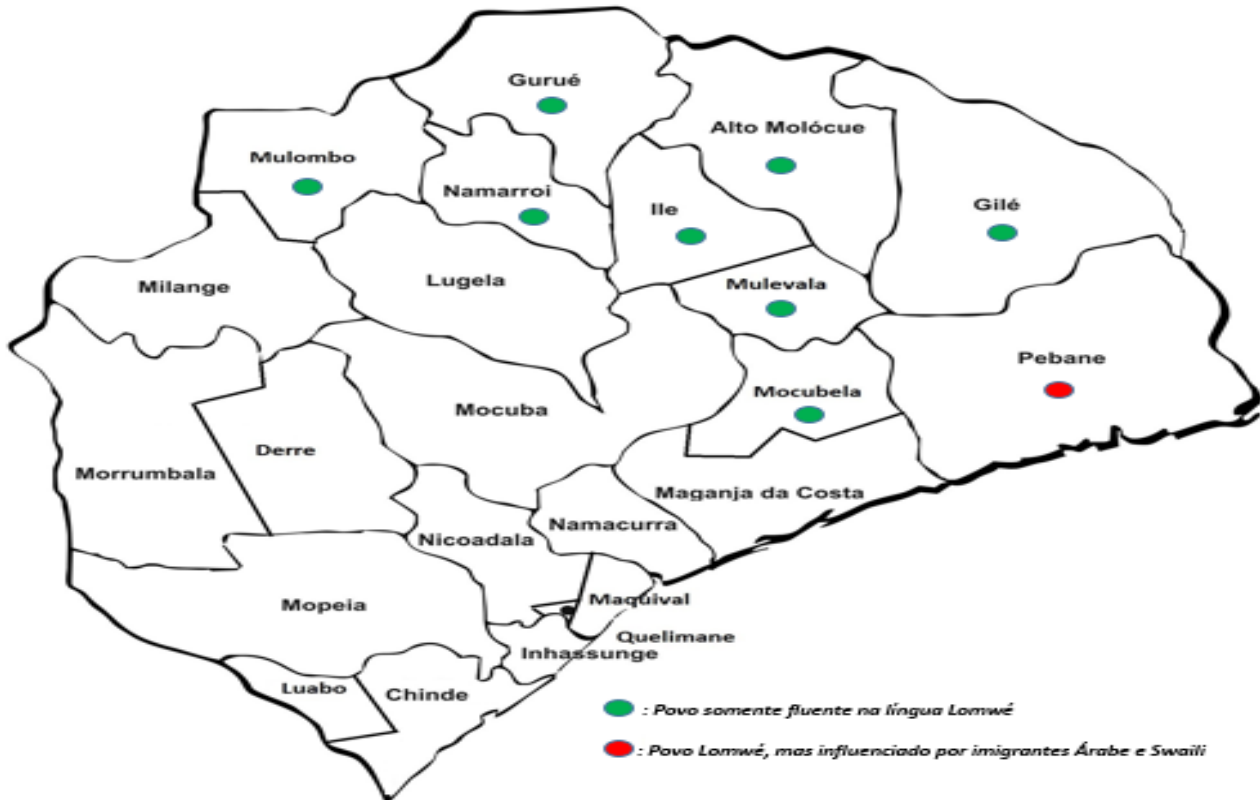 Gurué
Alto Molócue
Mulombo
Namarroi
Ile
Gilé
Milange
Lugela
Mulevala
Pebane
Mocubela
Mocuba
Derre
Morrumbala
Maganja da Costa
Namacurra
Nicoadala
Mopeia
Maquival
Quelimane
Inhassunge
Luabo
Chinde
: Povo somente fluente na língua Lomwé
: Povo Lomwé, mas influenciado por imigrantes Árabe e Swaili